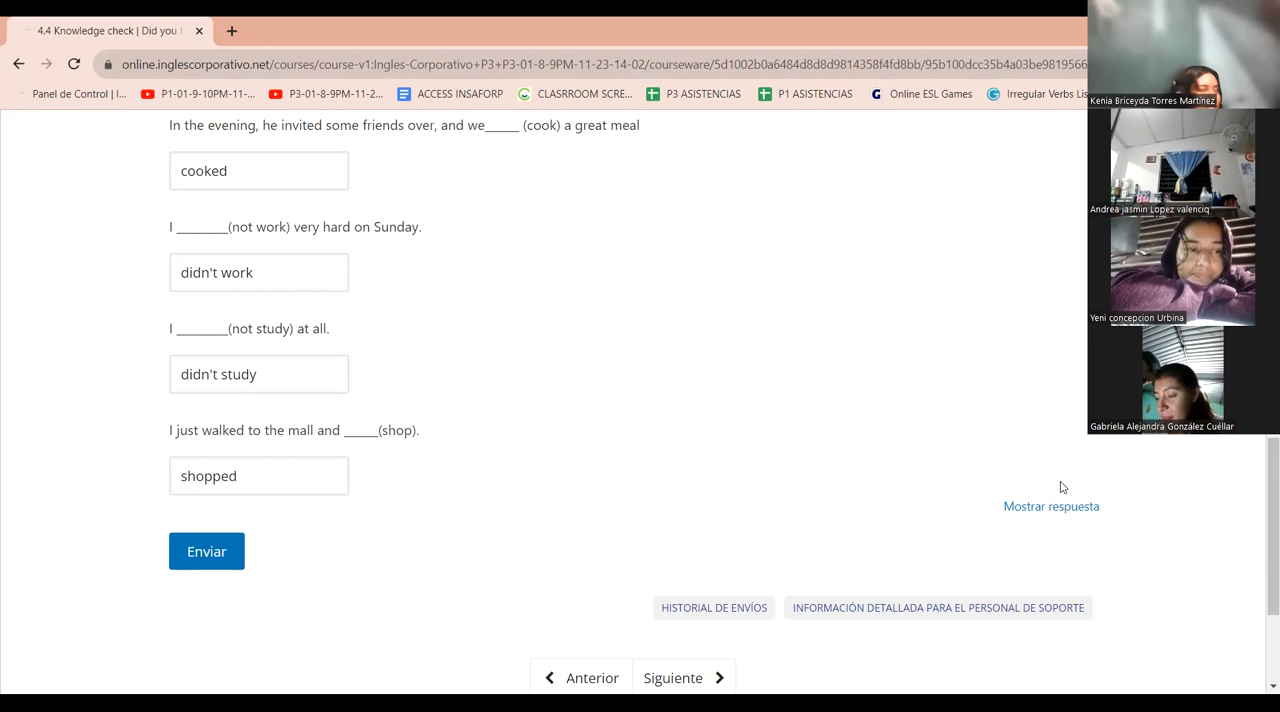 4.4 Knowledge check | Did you
online.inglescorporativo.net/courses/course-v1:Ingles-Corporativo+P3+P3-01-8-9PM-11-23-14-02/courseware/5d1002b0a6484d8d8d9814358f4fd8bb/95b100dcc35b4a03be9819566
Panel de Control | I... P1-01-9-10PM-11-... P3-01-8-9PM-11-2... ACCESS INSAFORP CLASRROOM SCRE... P3 ASISTENCIAS P1 ASISTENCIAS Online ESL Games Irregular Verbs Lis
Kenia Briceyda Torres Martínez
In the evening, he invited some friends over, and we_____ (cook) a great meal
cooked
Andrea jasmin Lopez valenciq
I ________(not work) very hard on Sunday.
didn't work
Yeni concepcion Urbina
I ________(not study) at all.
didn't study
Gabriela Alejandra González Cuéllar
I just walked to the mall and _____(shop).
shopped
Mostrar respuesta
Enviar
HISTORIAL DE ENVÍOS
INFORMACIÓN DETALLADA PARA EL PERSONAL DE SOPORTE
Anterior
Siguiente